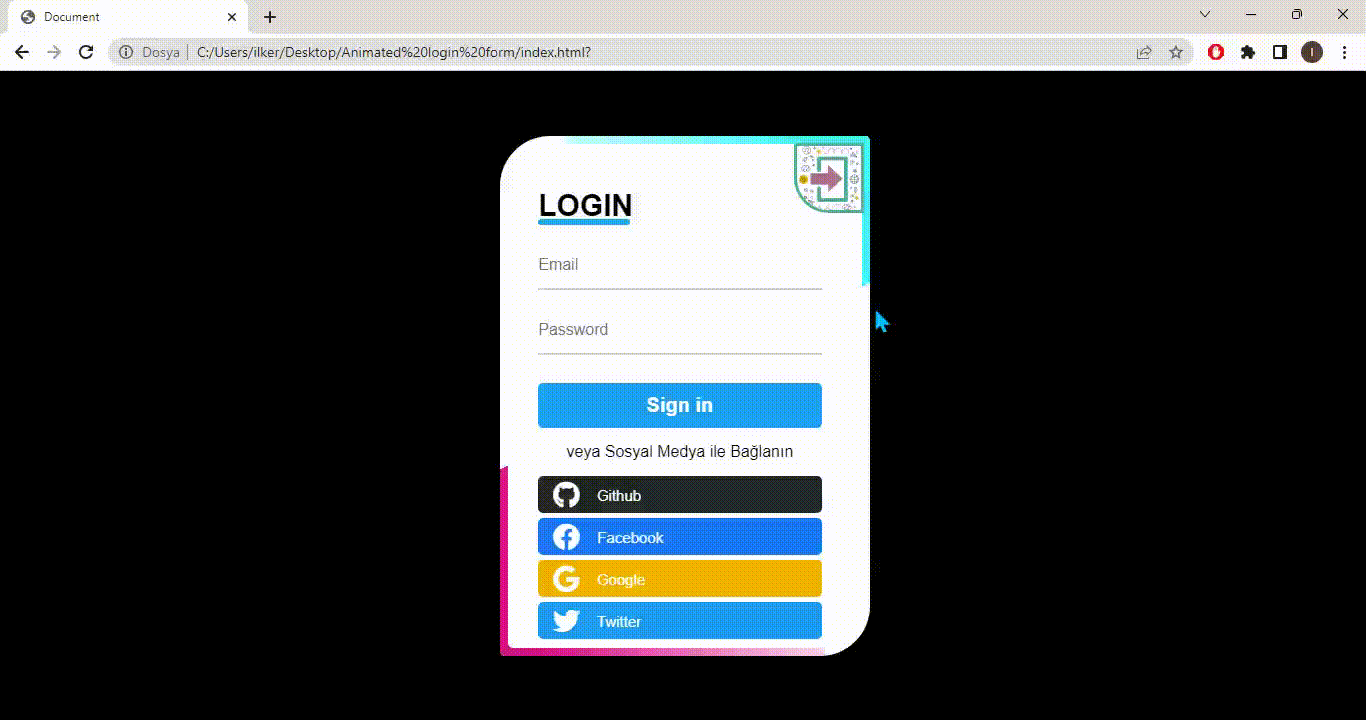 Document
Dosya C:/Users/ilker/Desktop/Animated%20login%20form/index.html?
I
LOGIN
Email
Password
Sign in
veya Sosyal Medya ile Bağlanın
Github
Facebook
Google
Twitter